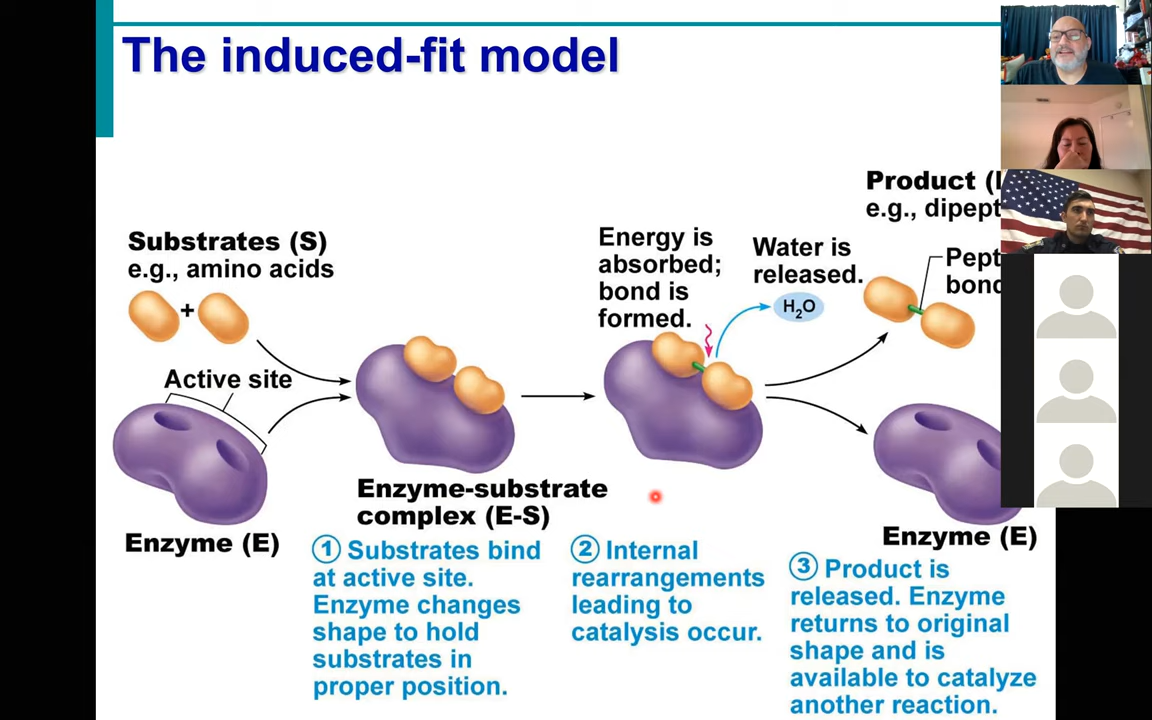 The induced-fit model
Substrates (S)
e.g., amino acids
+
Active site
Enzyme (E)
Enzyme-substrate
complex (E-S)
Energy is
absorbed;
bond is
formed.
Water is
released.
H₂O
Product (
e.g., dipept
Pept
bond
Enzyme (E)
1 Substrates bind
at active site.
Enzyme changes
shape to hold
substrates in
proper position.
2 Internal
rearrangements
leading to
catalysis occur.
3 Product is
released. Enzyme
returns to original
shape and is
available to catalyze
another reaction.